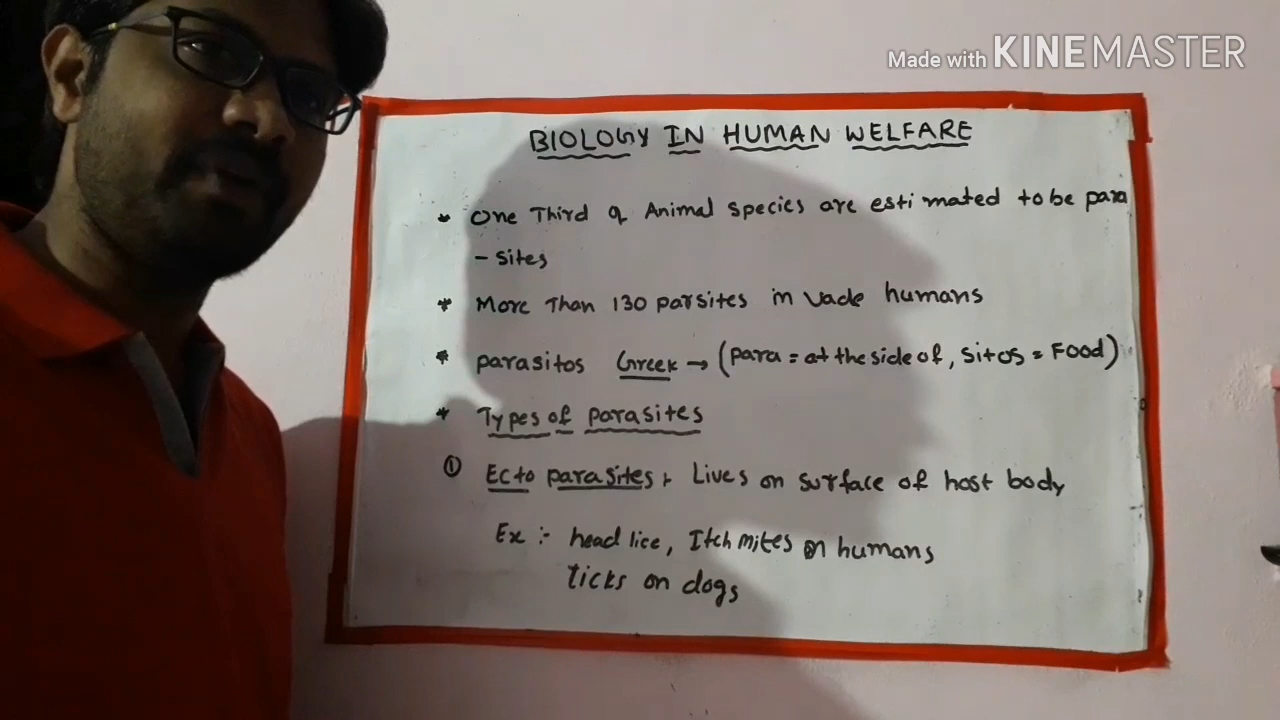 Made with KINEMASTER
BIOLOGY IN HUMAN WELFARE
* One Third of Animal species are esti mated to be para
- sites
* More Than 130 parsites in vade humans
* parasitos Greek → (para = at the side of, sitos = Food)
* Types of parasites
① Ecto parasites :- Lives on surface of host body
Ex :- head lice, Itch mites on humans
ticks on dogs